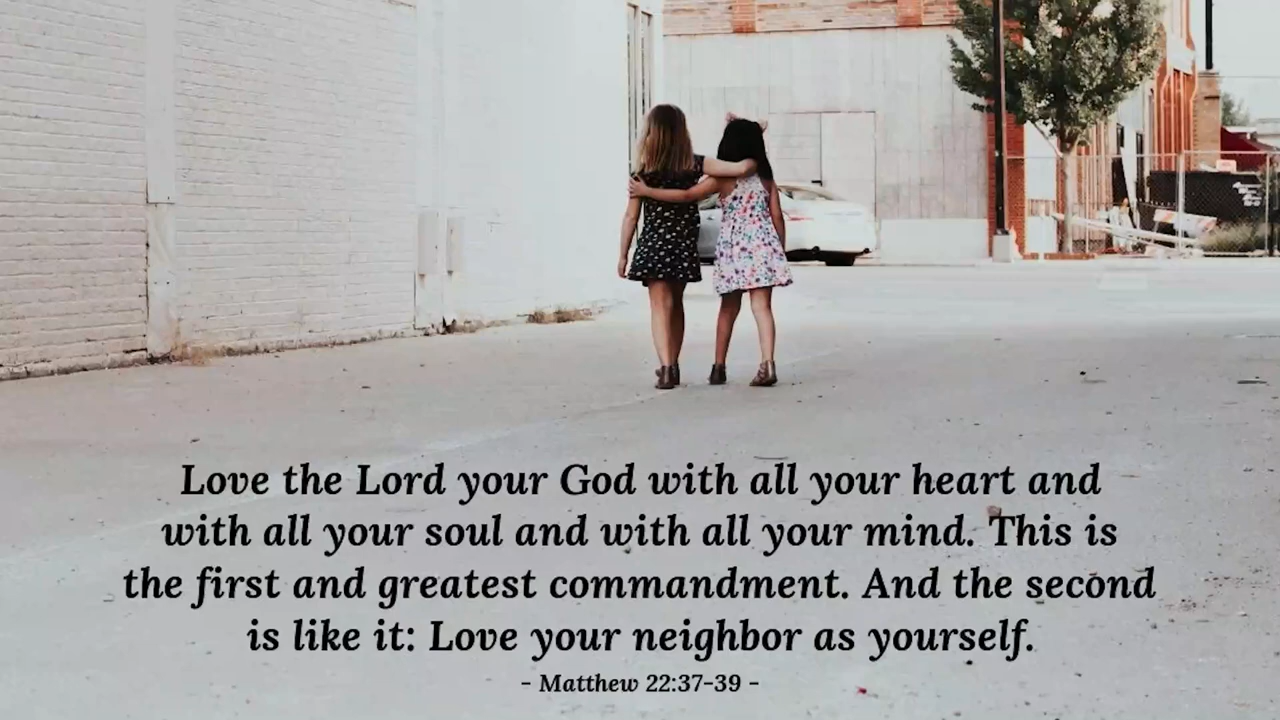 Love the Lord your God with all your heart and
with all your soul and with all your mind. This is
the first and greatest commandment. And the second
is like it: Love your neighbor as yourself.
- Matthew 22:37-39 -